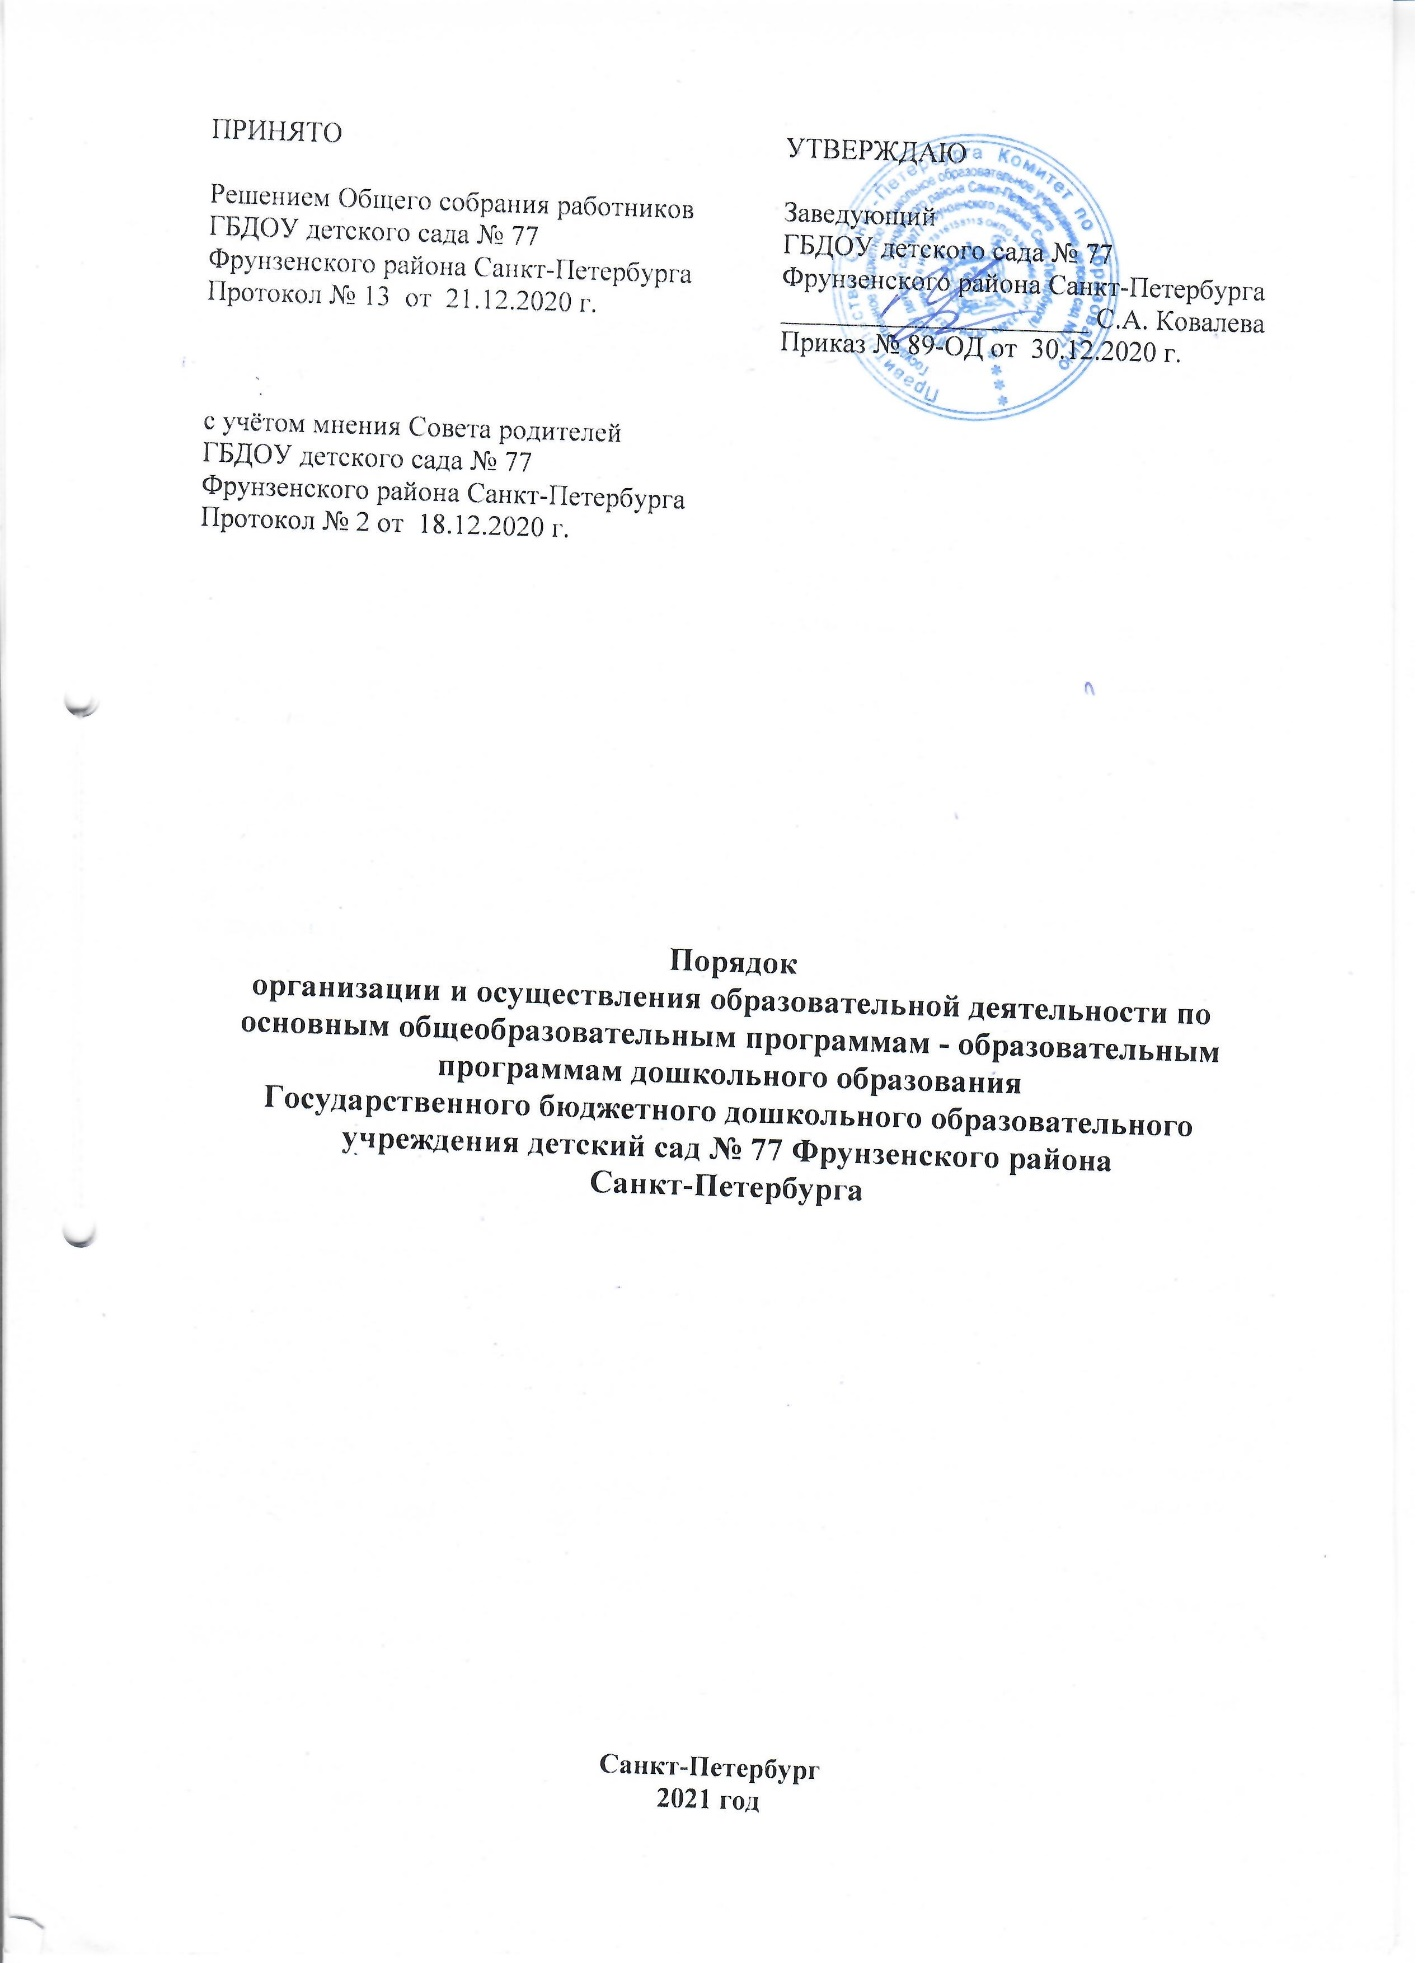 ПРИНЯТО
Решением Общего собрания работников
ГБДОУ детского сада № 77
Фрунзенского района Санкт-Петербурга
Протокол № 13 от 21.12.2020 г.
с учётом мнения Совета родителей
ГБДОУ детского сада № 77
Фрунзенского района Санкт-Петербурга
Протокол № 2 от 18.12.2020 г.
УТВЕРЖДАЮ
Заведующий
ГБДОУ детского сада № 77
Фрунзенского района Санкт-Петербурга
С.А. Ковалева
Приказ № 89-ОД от 30.12.2020 г.
Комитет по образованию
Порядок
организации и осуществления образовательной деятельности по
основным общеобразовательным программам - образовательным
программам дошкольного образования
Государственного бюджетного дошкольного образовательного
учреждения детский сад № 77 Фрунзенского района
Санкт-Петербурга
Санкт-Петербург
2021 год